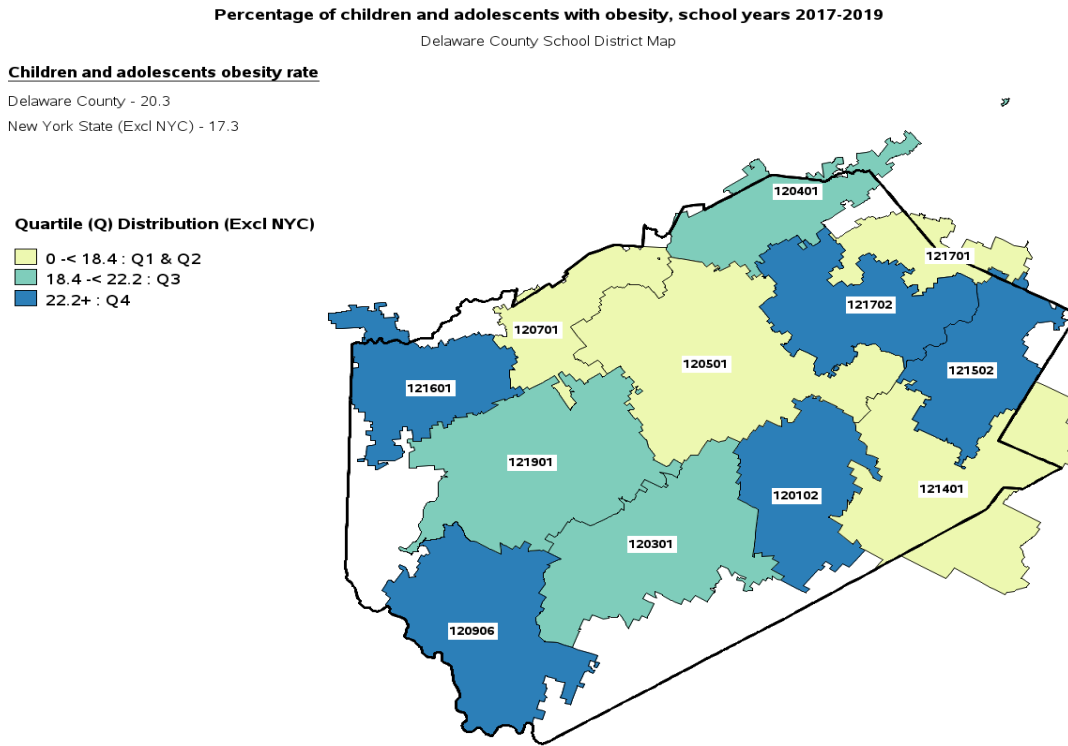 Percentage of children and adolescents with obesity, school years 2017-2019
Delaware County School District Map
Children and adolescents obesity rate
Delaware County - 20.3
New York State (Excl NYC) - 17.3
Quartile (Q) Distribution (Excl NYC)
0 -< 18.4 : Q1 & Q2
18.4 -< 22.2 : Q3
22.2+ : Q4
120401
121701
121702
120701
120501
121502
121601
121901
121401
120102
120301
120906